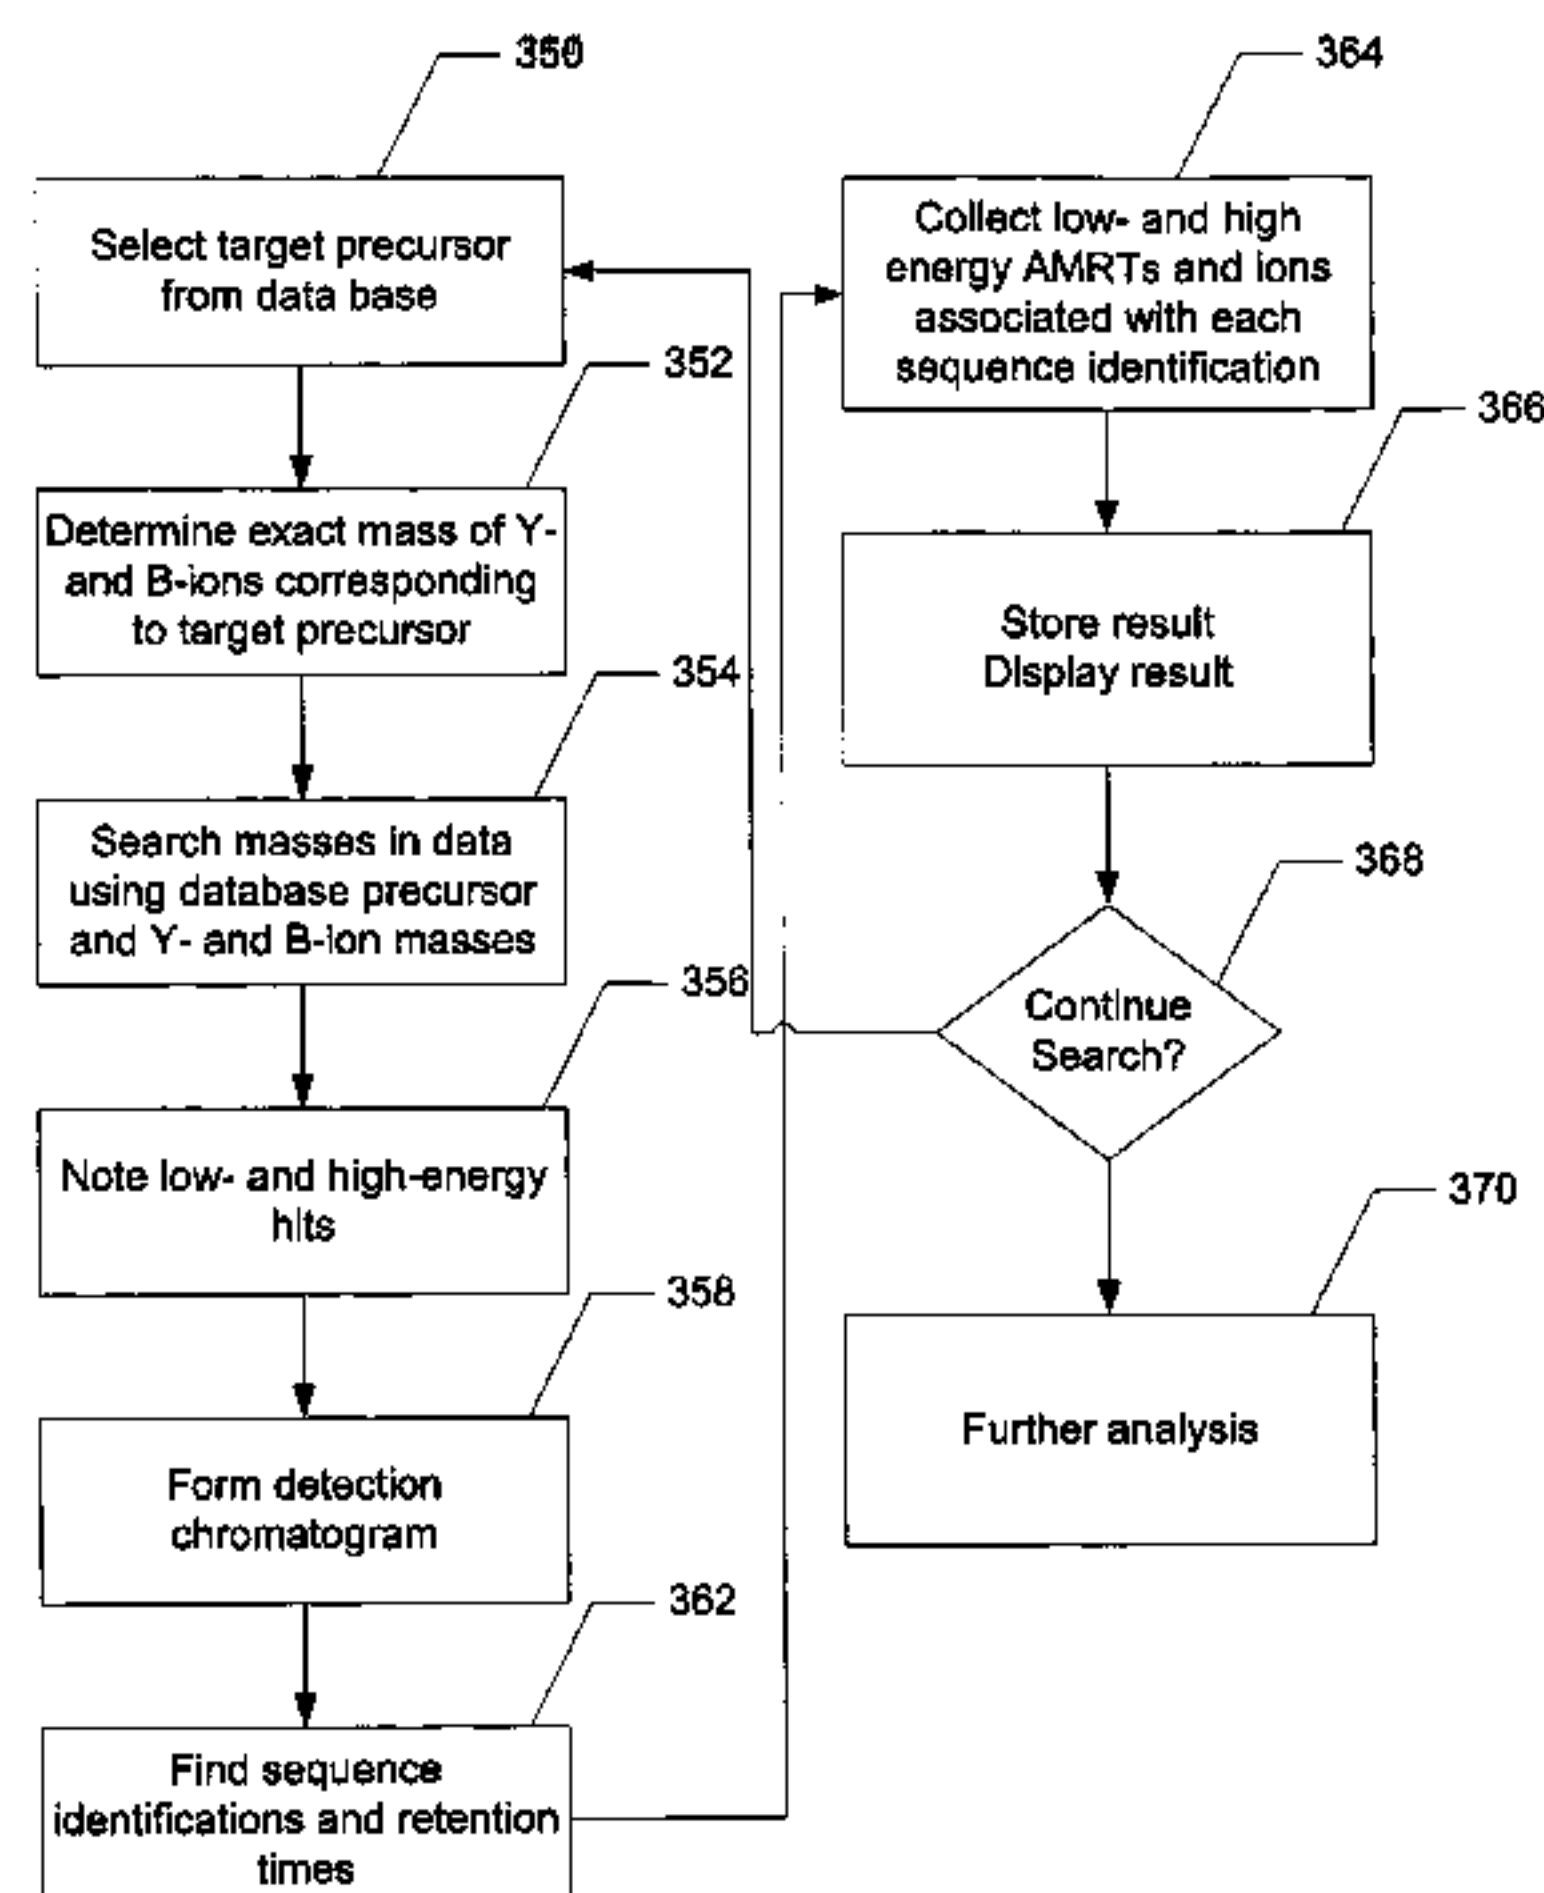 350
Select target precursor
from data base
352
Determine exact mass of Y-
and B-ions corresponding
to target precursor
354
Search masses in data
using database precursor
and Y- and B-ion masses
356
Note low- and high-energy
hits
358
Form detection
chromatogram
362
Find sequence
identifications and retention
times
364
Collect low- and high
energy AMRTs and ions
associated with each
sequence identification
366
Store result
Display result
368
Continue
Search?
370
Further analysis